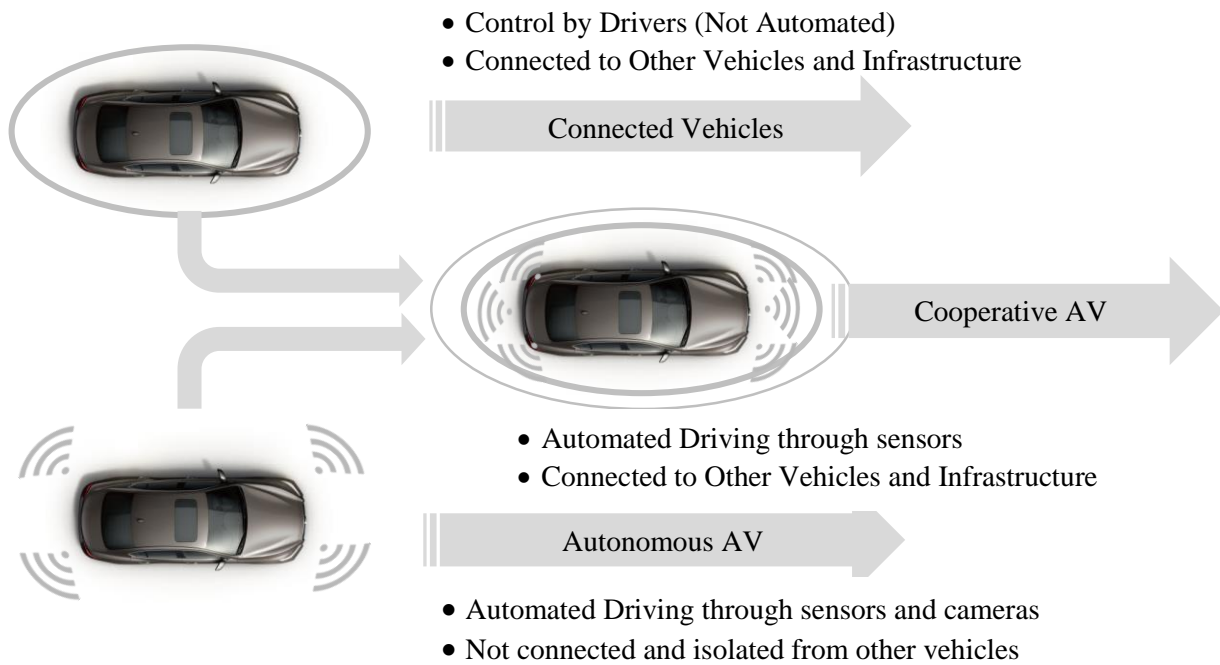 • Control by Drivers (Not Automated)
• Connected to Other Vehicles and Infrastructure
Connected Vehicles
Cooperative AV
• Automated Driving through sensors
• Connected to Other Vehicles and Infrastructure
Autonomous AV
• Automated Driving through sensors and cameras
• Not connected and isolated from other vehicles